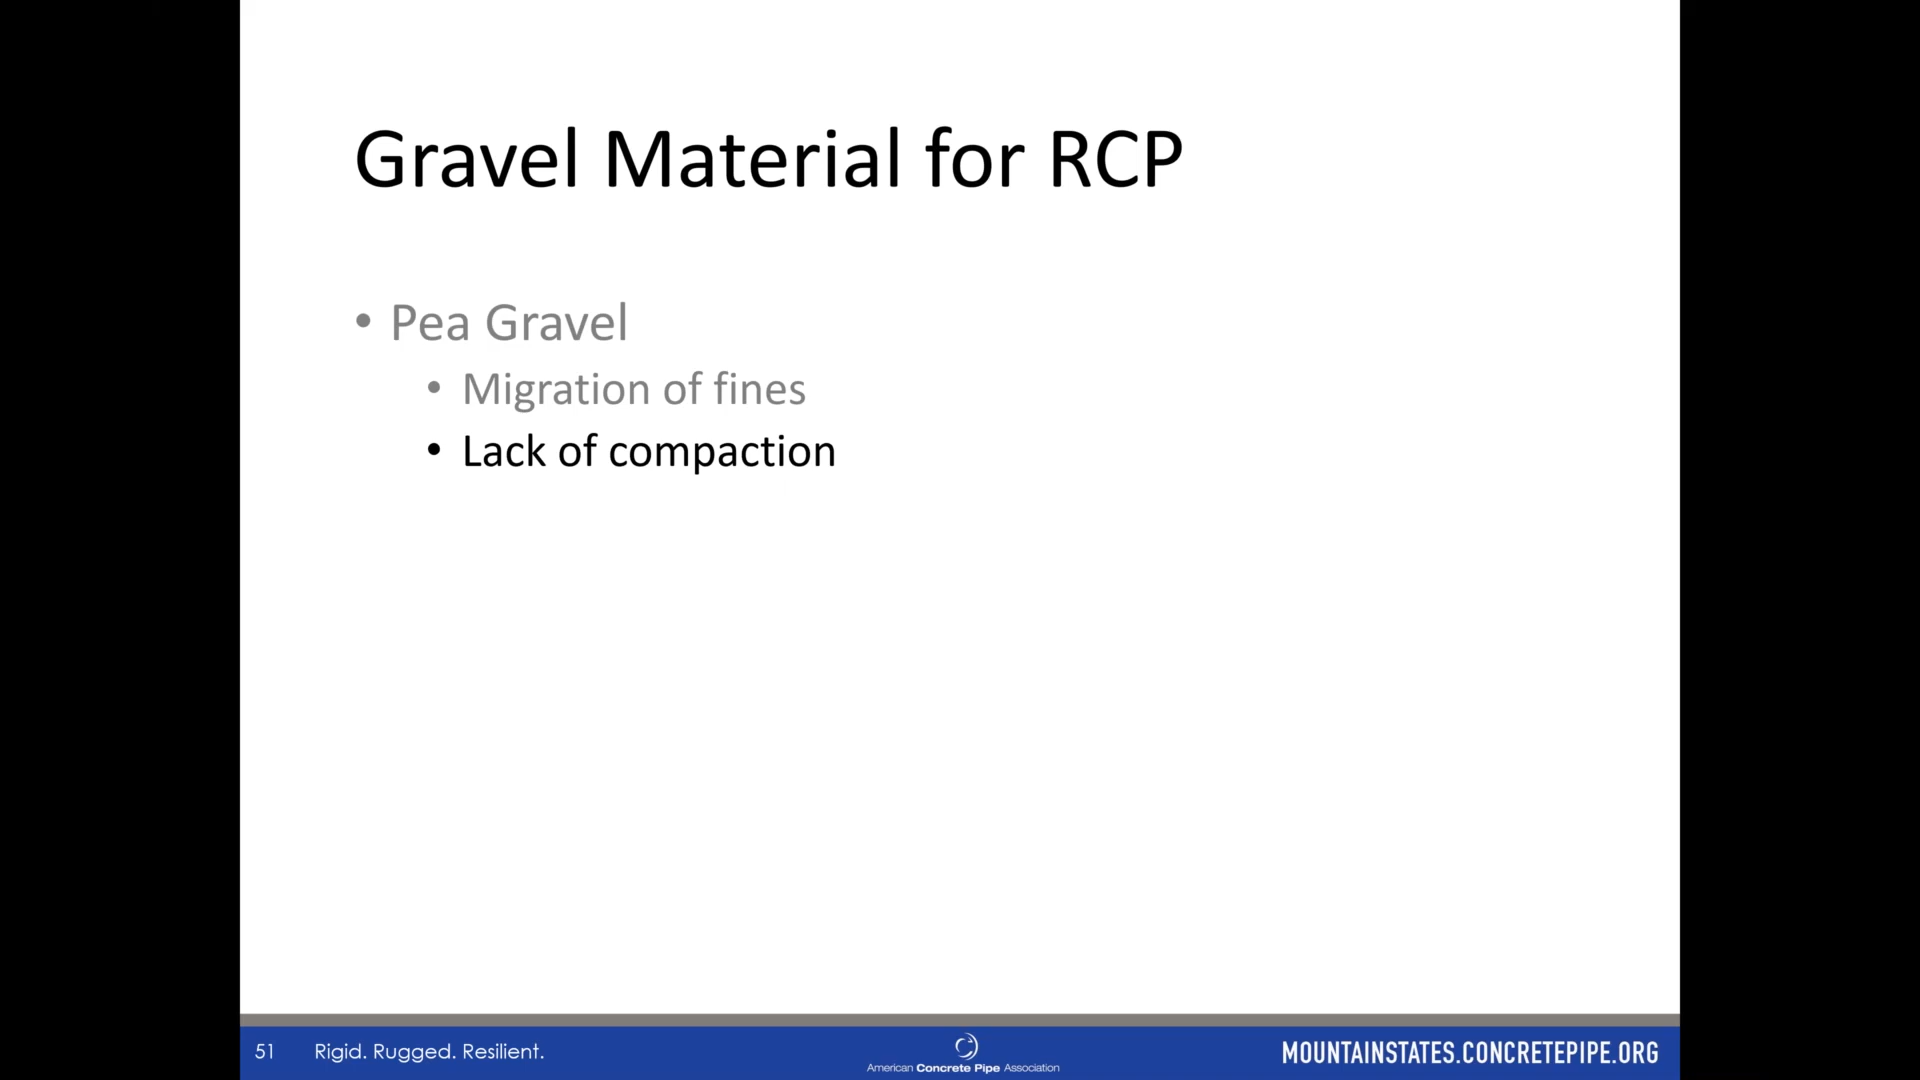 Gravel Material for RCP
• Pea Gravel
• Migration of fines
• Lack of compaction
51 Rigid. Rugged. Resilient.
American Concrete Pipe Association
MOUNTAINSTATES.CONCRETEPIPE.ORG